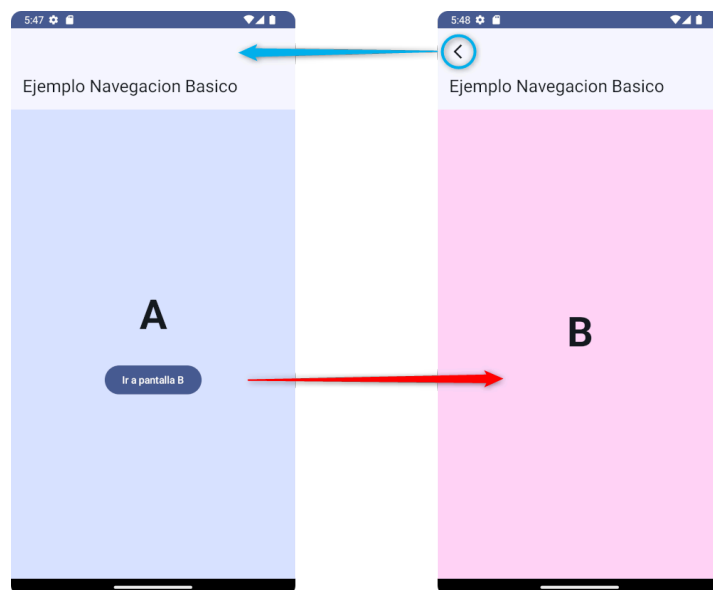 5:47
Ejemplo Navegacion Basico
A
Ir a pantalla B
5:48
Ejemplo Navegacion Basico
B